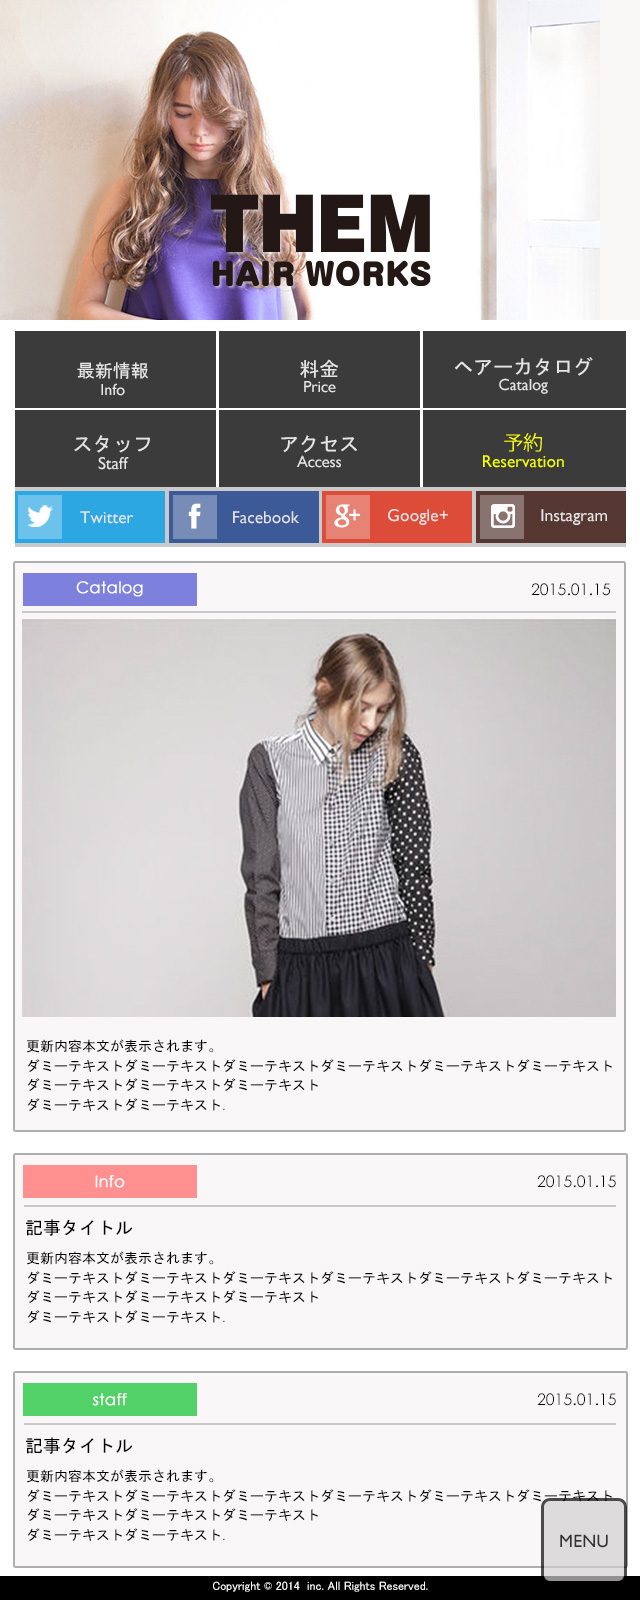 THEM
HAIR WORKS
最新情報
Info
料金
Price
ヘアーカタログ
Catalog
スタッフ
Staff
アクセス
Access
予約
Reservation
Twitter
Facebook
g+ Google+
Instagram
Catalog
2015.01.15
更新内容本文が表示されます。
ダミーテキストダミーテキストダミーテキストダミーテキストダミーテキストダミーテキスト
ダミーテキストダミーテキストダミーテキスト
ダミーテキストダミーテキスト.
Info
2015.01.15
記事タイトル
更新内容本文が表示されます。
ダミーテキストダミーテキストダミーテキストダミーテキストダミーテキストダミーテキスト
ダミーテキストダミーテキストダミーテキスト
ダミーテキストダミーテキスト.
staff
2015.01.15
記事タイトル
更新内容本文が表示されます。
ダミーテキストダミーテキストダミーテキストダミーテキストダミーテキストダミーテキスト
ダミーテキストダミーテキストダミーテキスト
ダミーテキストダミーテキスト.
MENU
Copyright © 2014 inc. All Rights Reserved.